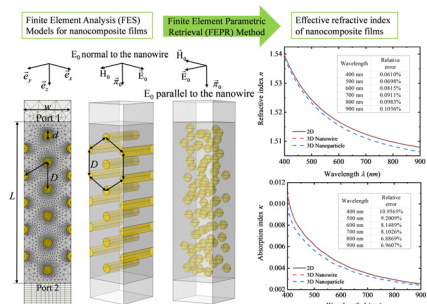 Finite Element Analysis (FES)
Models for nanocomposite films
Finite Element Parametric
Retrieval (FEPR) Method
Effective refractive index
of nanocomposite films
E₀ normal to the nanowire
E₀ parallel to the nanowire
Port 1
w
d
D
L
Port 2
D
Refractive index n
1.54
1.53
1.52
1.51
Wavelength Relative error
400 nm 0.0610%
500 nm 0.0698%
600 nm 0.0815%
700 nm 0.0911%
800 nm 0.0983%
900 nm 0.1036%
2D
3D Nanowire
3D Nanoparticle
400 500 600 700 800 900
Wavelength λ (nm)
Absorption index κ
0.010
0.008
0.006
0.004
0.002
Wavelength Relative error
400 nm 10.9565%
500 nm 9.2009%
600 nm 8.1489%
700 nm 8.1026%
800 nm 6.8869%
900 nm 6.9607%
2D
3D Nanowire
3D Nanoparticle
400 500 600 700 800 900